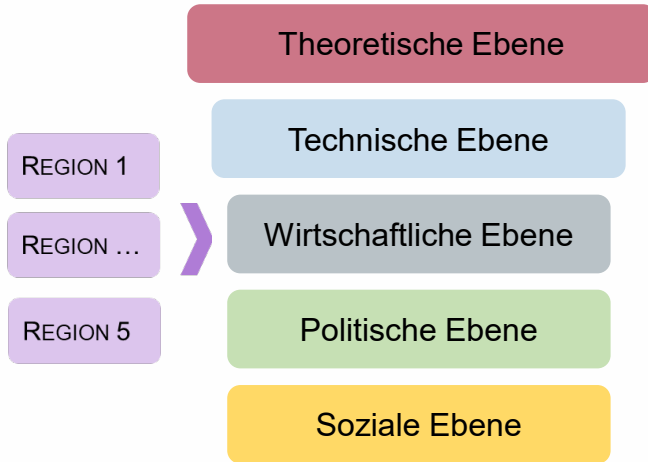 Theoretische Ebene
Technische Ebene
REGION 1
Wirtschaftliche Ebene
REGION ...
Politische Ebene
REGION 5
Soziale Ebene